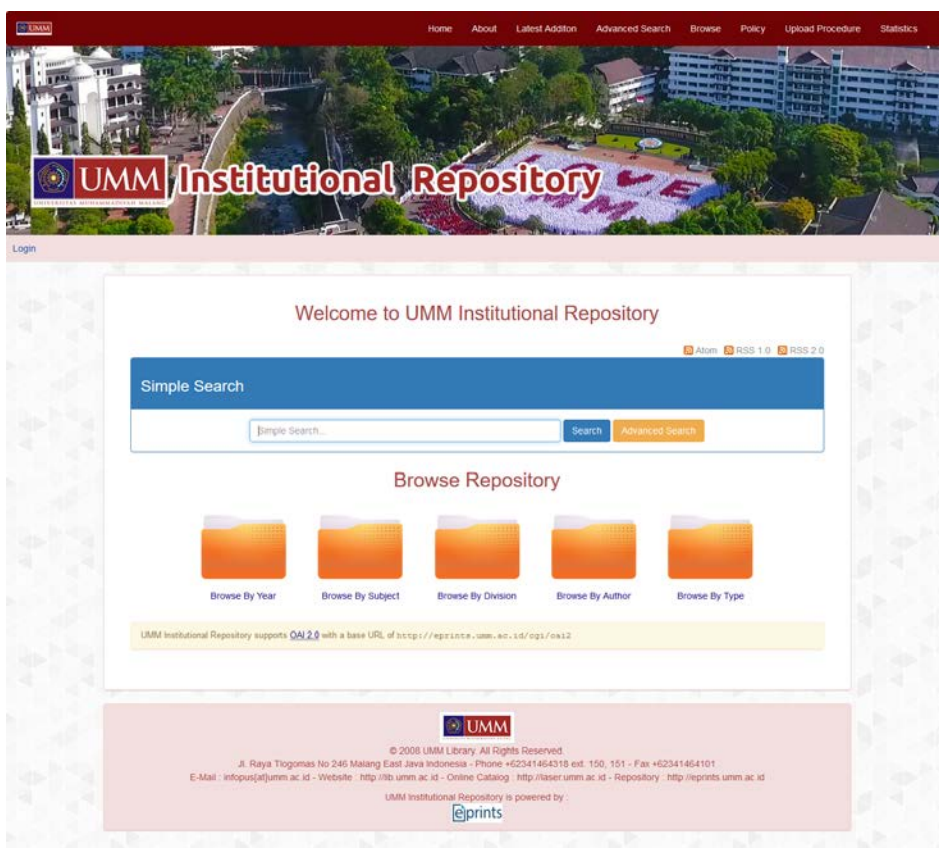 UMM
Home About Latest Additon Advanced Search Browse Policy Upload Procedure Statistics
UMM Institutional Repository
UNIVERSITAS MUHAMMADIYAH MALANG
I LOVE
UMM
Login
Welcome to UMM Institutional Repository
Atom RSS 1.0 RSS 2.0
Simple Search
Simple Search...
Search Advanced Search
Browse Repository
Browse By Year Browse By Subject Browse By Division Browse By Author Browse By Type
UMM Institutional Repository supports OAI 2.0 with a base URL of http://eprints.umm.ac.id/cgi/oai2
UMM
© 2008 UMM Library. All Rights Reserved.
Jl. Raya Tlogomas No 246 Malang East Java Indonesia - Phone +62341464318 ext. 150, 151 - Fax +62341464101
E-Mail : infopus[at]umm.ac.id - Website : http://lib.umm.ac.id - Online Catalog : http://laser.umm.ac.id - Repository : http://eprints.umm.ac.id
UMM Institutional Repository is powered by :
eprints